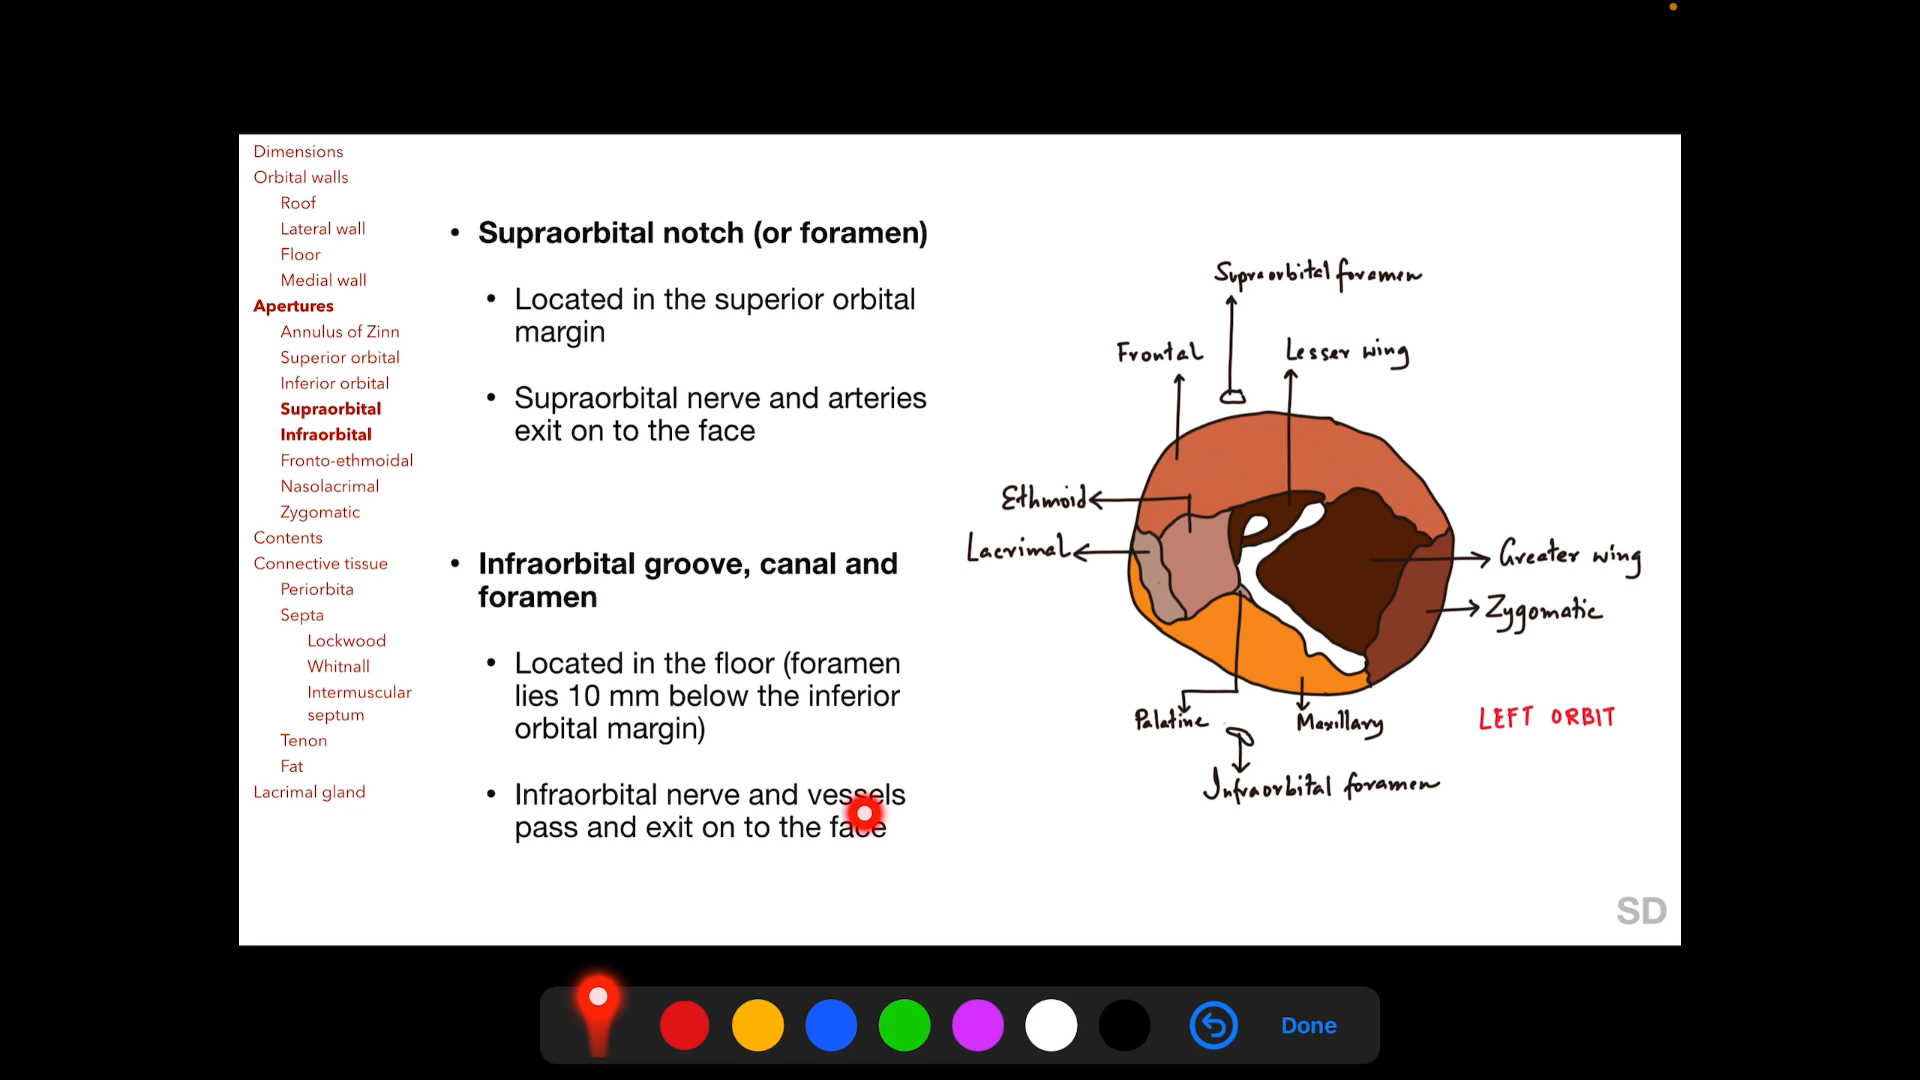 Dimensions
Orbital walls
Roof
Lateral wall
Floor
Medial wall
Apertures
Annulus of Zinn
Superior orbital
Inferior orbital
Supraorbital
Infraorbital
Fronto-ethmoidal
Nasolacrimal
Zygomatic
Contents
Connective tissue
Periorbita
Septa
Lockwood
Whitnall
Intermuscular
septum
Tenon
Fat
Lacrimal gland
• Supraorbital notch (or foramen)
• Located in the superior orbital
margin
• Supraorbital nerve and arteries
exit on to the face
• Infraorbital groove, canal and
foramen
• Located in the floor (foramen
lies 10 mm below the inferior
orbital margin)
• Infraorbital nerve and vessels
pass and exit on to the face
Supraorbital foramen
Frontal
Lesser wing
Ethmoid
Lacrimal
Greater wing
Zygomatic
Palatine
Maxillary
LEFT ORBIT
Infraorbital foramen
SD
Done